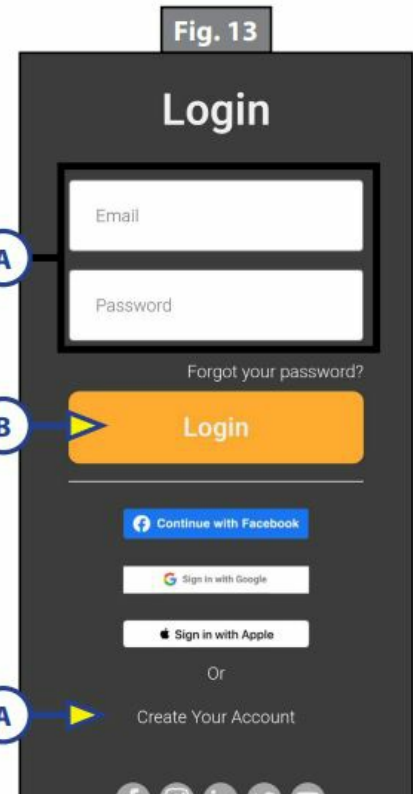 Fig. 13
Login
Email
A
Password
Forgot your password?
B
Login
Continue with Facebook
Sign in with Google
Sign in with Apple
Or
A
Create Your Account